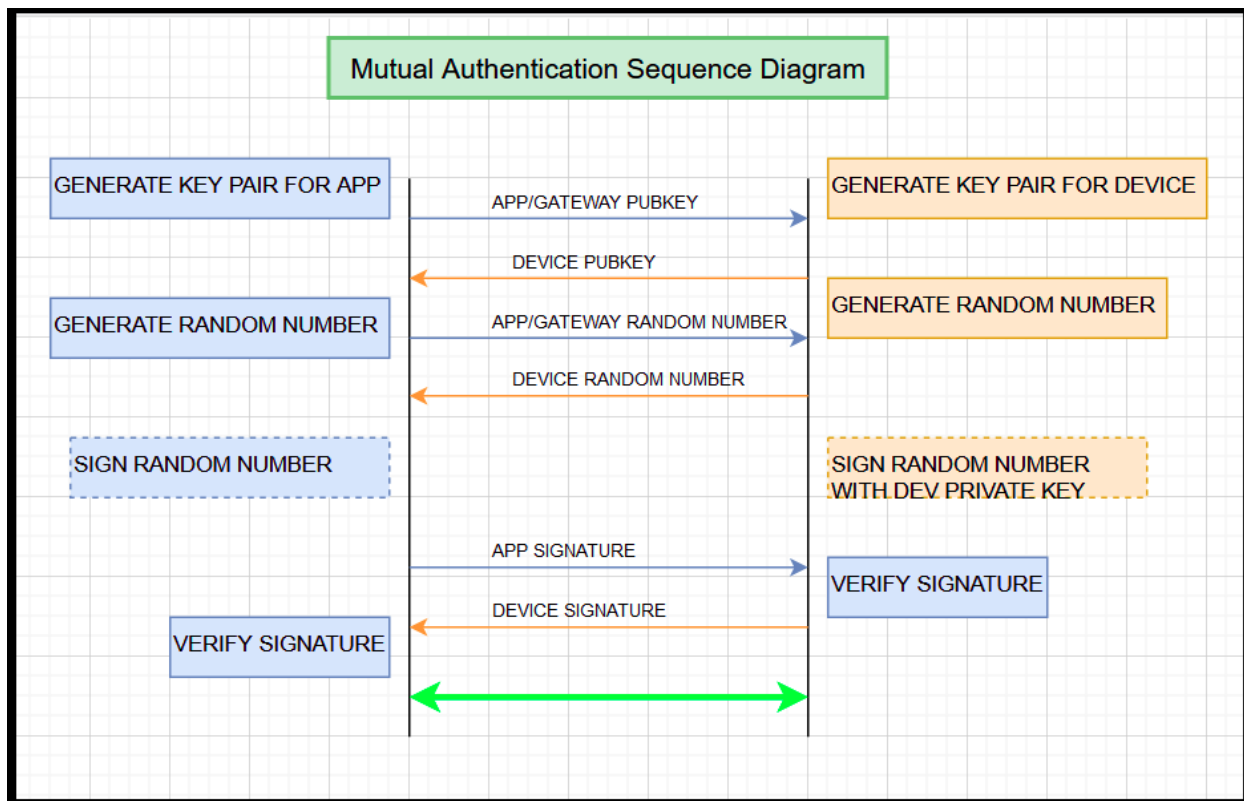 Mutual Authentication Sequence Diagram
GENERATE KEY PAIR FOR APP
GENERATE KEY PAIR FOR DEVICE
APP/GATEWAY PUBKEY
DEVICE PUBKEY
GENERATE RANDOM NUMBER
GENERATE RANDOM NUMBER
APP/GATEWAY RANDOM NUMBER
DEVICE RANDOM NUMBER
SIGN RANDOM NUMBER
SIGN RANDOM NUMBER
WITH DEV PRIVATE KEY
APP SIGNATURE
VERIFY SIGNATURE
DEVICE SIGNATURE
VERIFY SIGNATURE